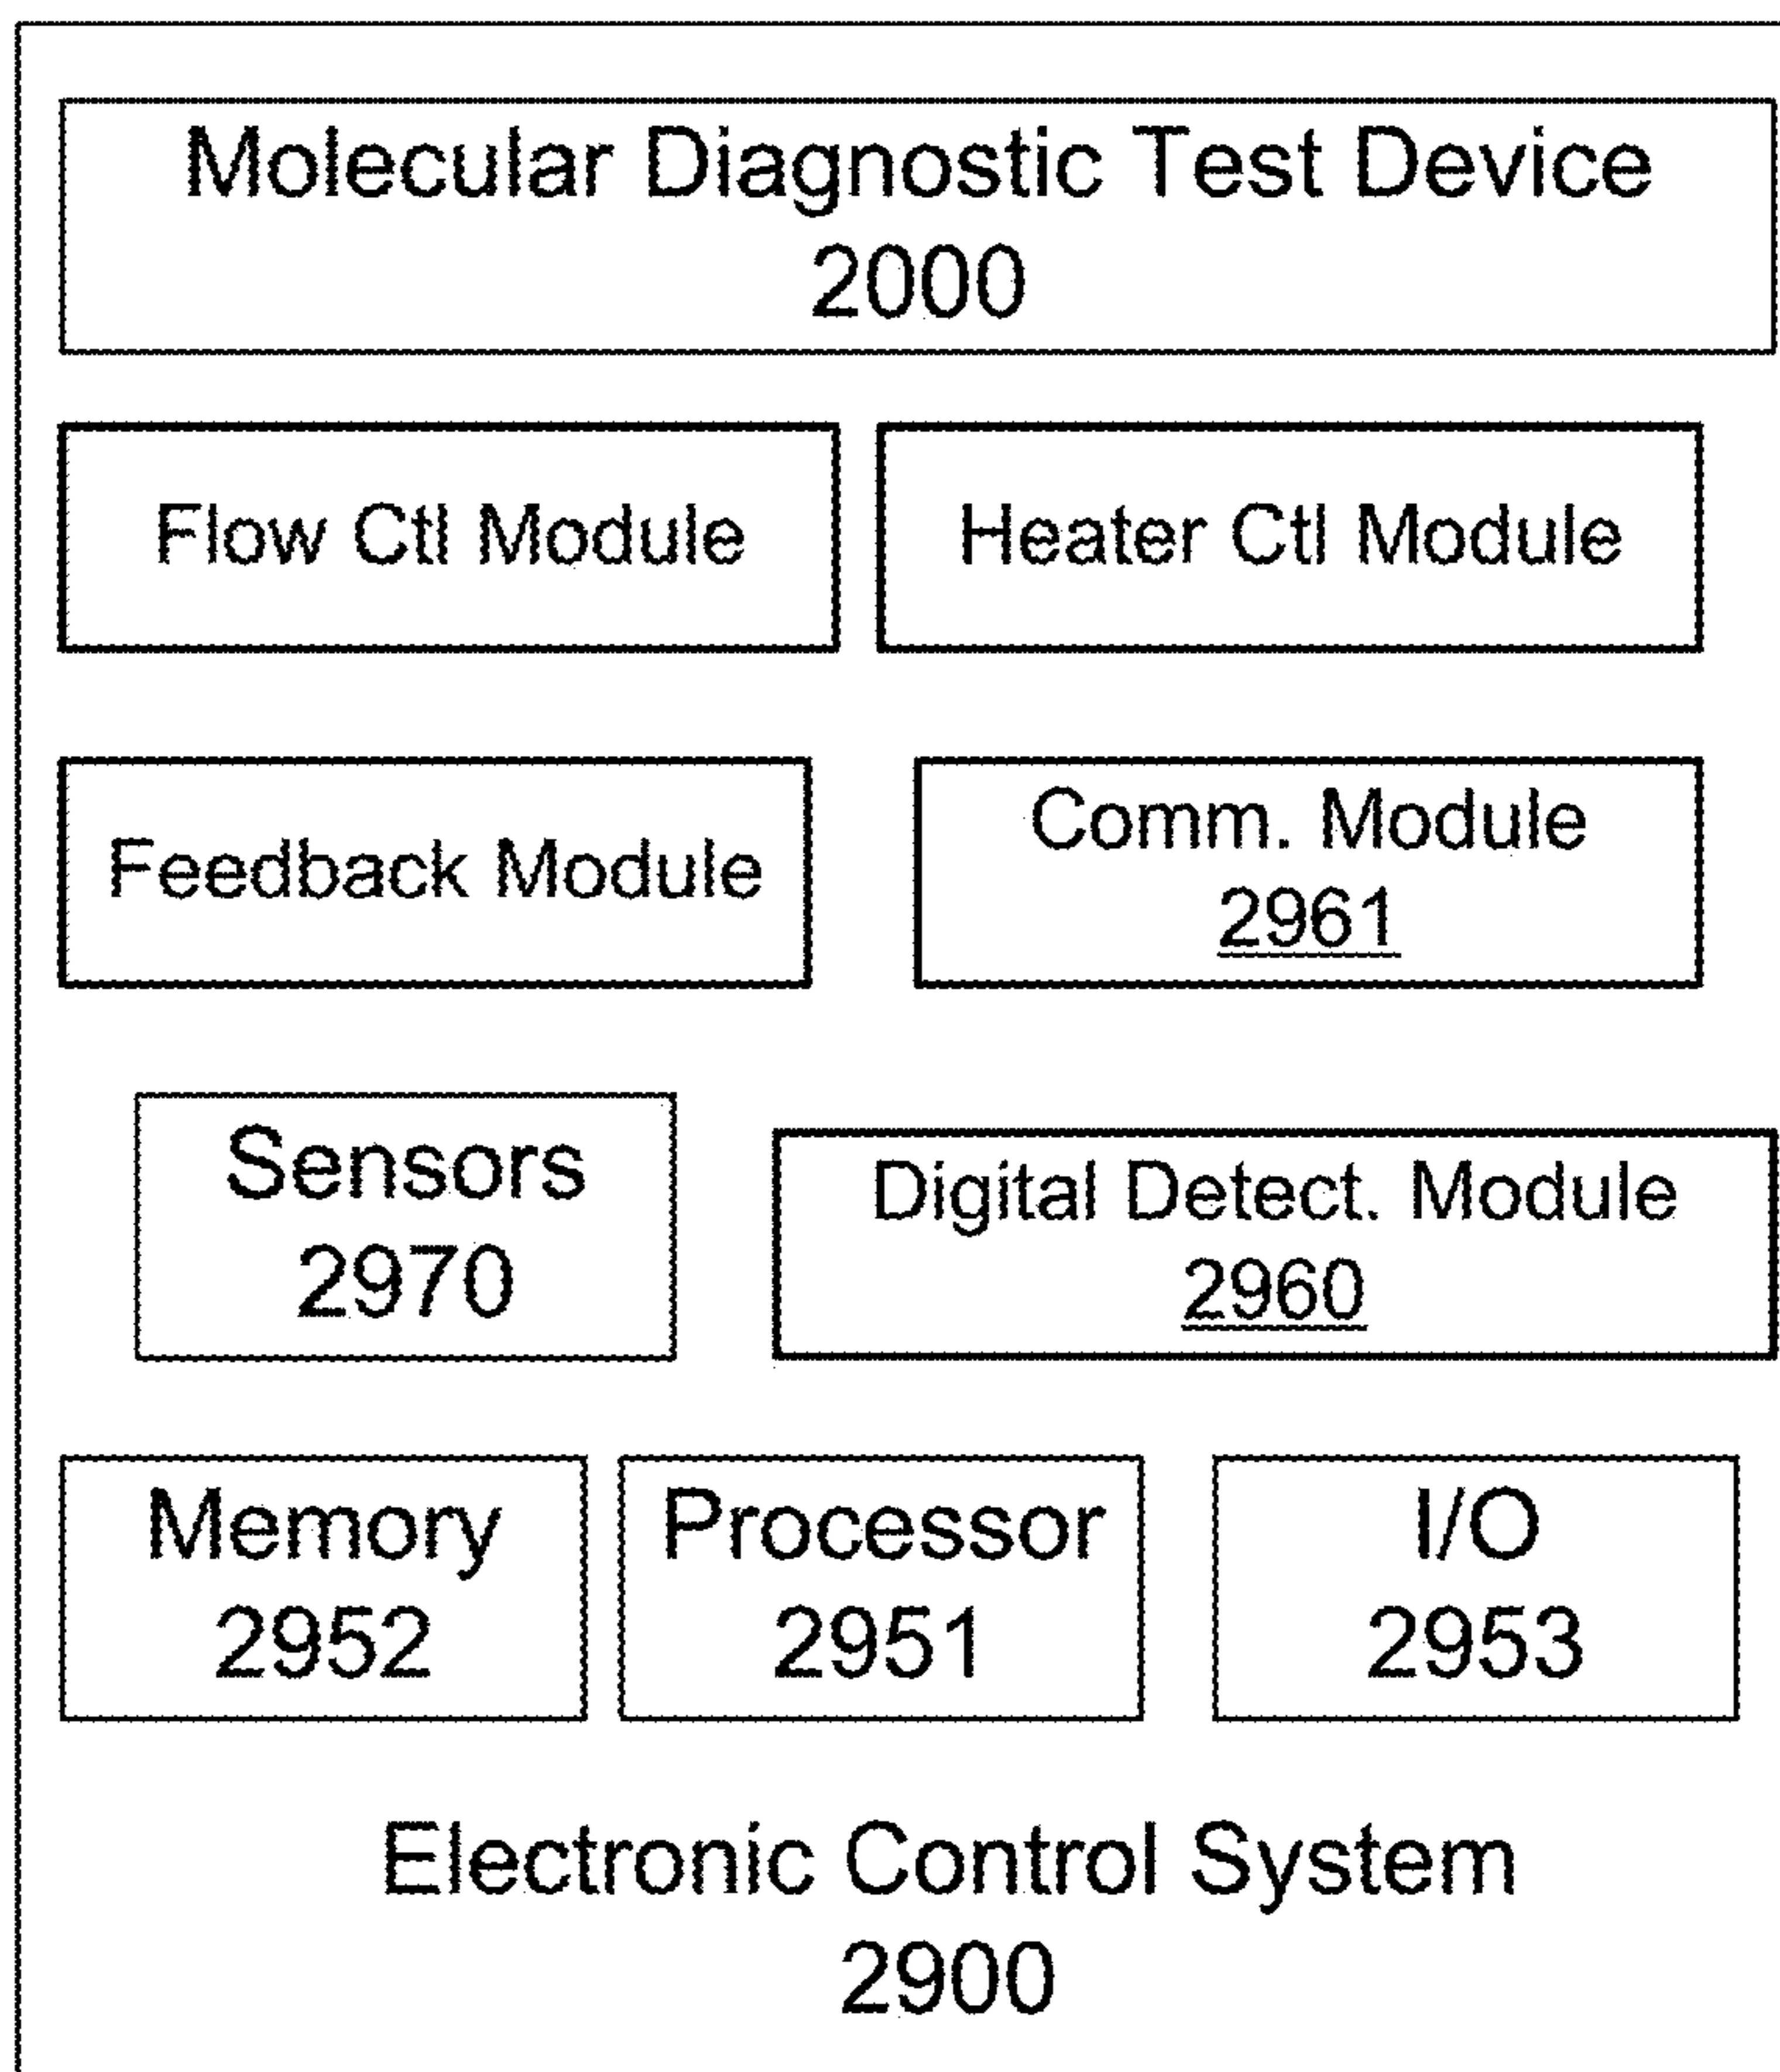 Molecular Diagnostic Test Device
2000
Flow Ctl Module
Heater Ctl Module
Feedback Module
Comm. Module
2961
Sensors
2970
Digital Detect. Module
2960
Memory
2952
Processor
2951
I/O
2953
Electronic Control System
2900